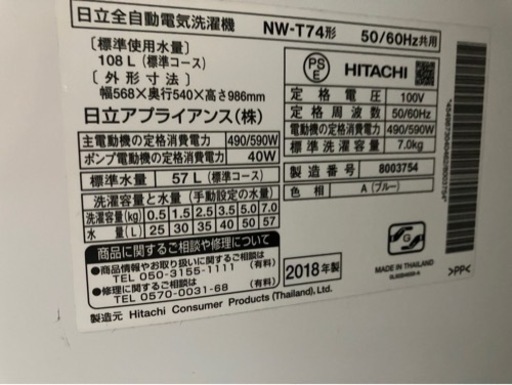 日立全自動電気洗濯機 NW-T74形 50/60Hz共用
〔標準使用水量〕
108 L（標準コース）
〔外形寸法〕
幅568×奥行540×高さ986mm
日立アプライアンス(株)
主電動機の定格消費電力 490/590W
ポンプ電動機の定格消費電力 40W
標準水量 57 L（標準コース）
洗濯容量と水量（手動設定の水量）
洗濯容量(kg) 0.5 1.5 2.5 3.5 5.0 7.0
水量(L) 25 30 35 40 50 57
商品に関するご相談や修理について
●商品情報やお取り扱いに関するご相談は
TEL 050-3155-1111（有料）
●修理に関するご相談は
TEL 0570-0031-68（有料）
製造元 Hitachi Consumer Products (Thailand), Ltd.
PS
E
HITACHI
定格電圧 100V
定格周波数 50/60Hz
電動機の定格消費電力 490/590W
標準洗濯容量 7.0kg
製造番号 8003754
色相 A（ブルー）
2018年製
G
MADE IN THAILAND
>PP<